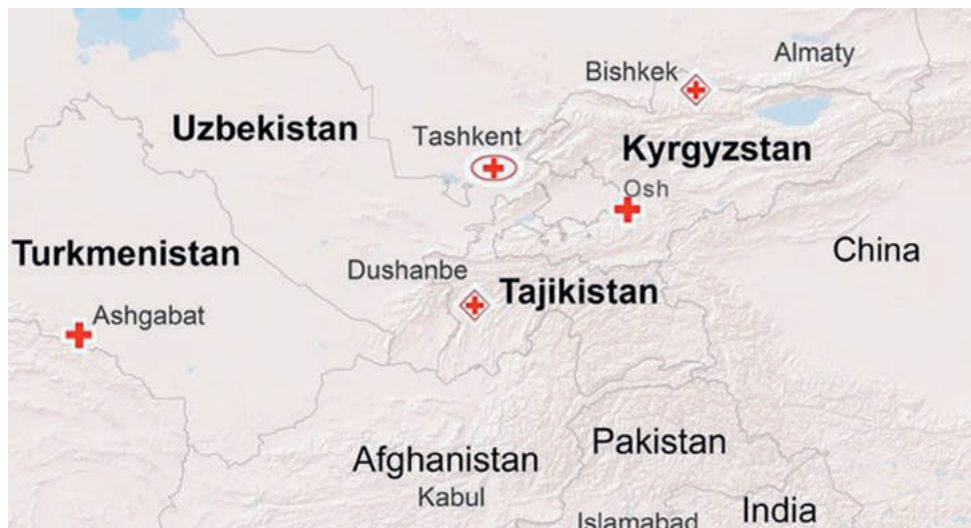 Almaty
Bishkek
Uzbekistan
Tashkent
Kyrgyzstan
Osh
Turkmenistan
China
Dushanbe
Tajikistan
Ashgabat
Pakistan
Afghanistan
Kabul
India
Islamabad